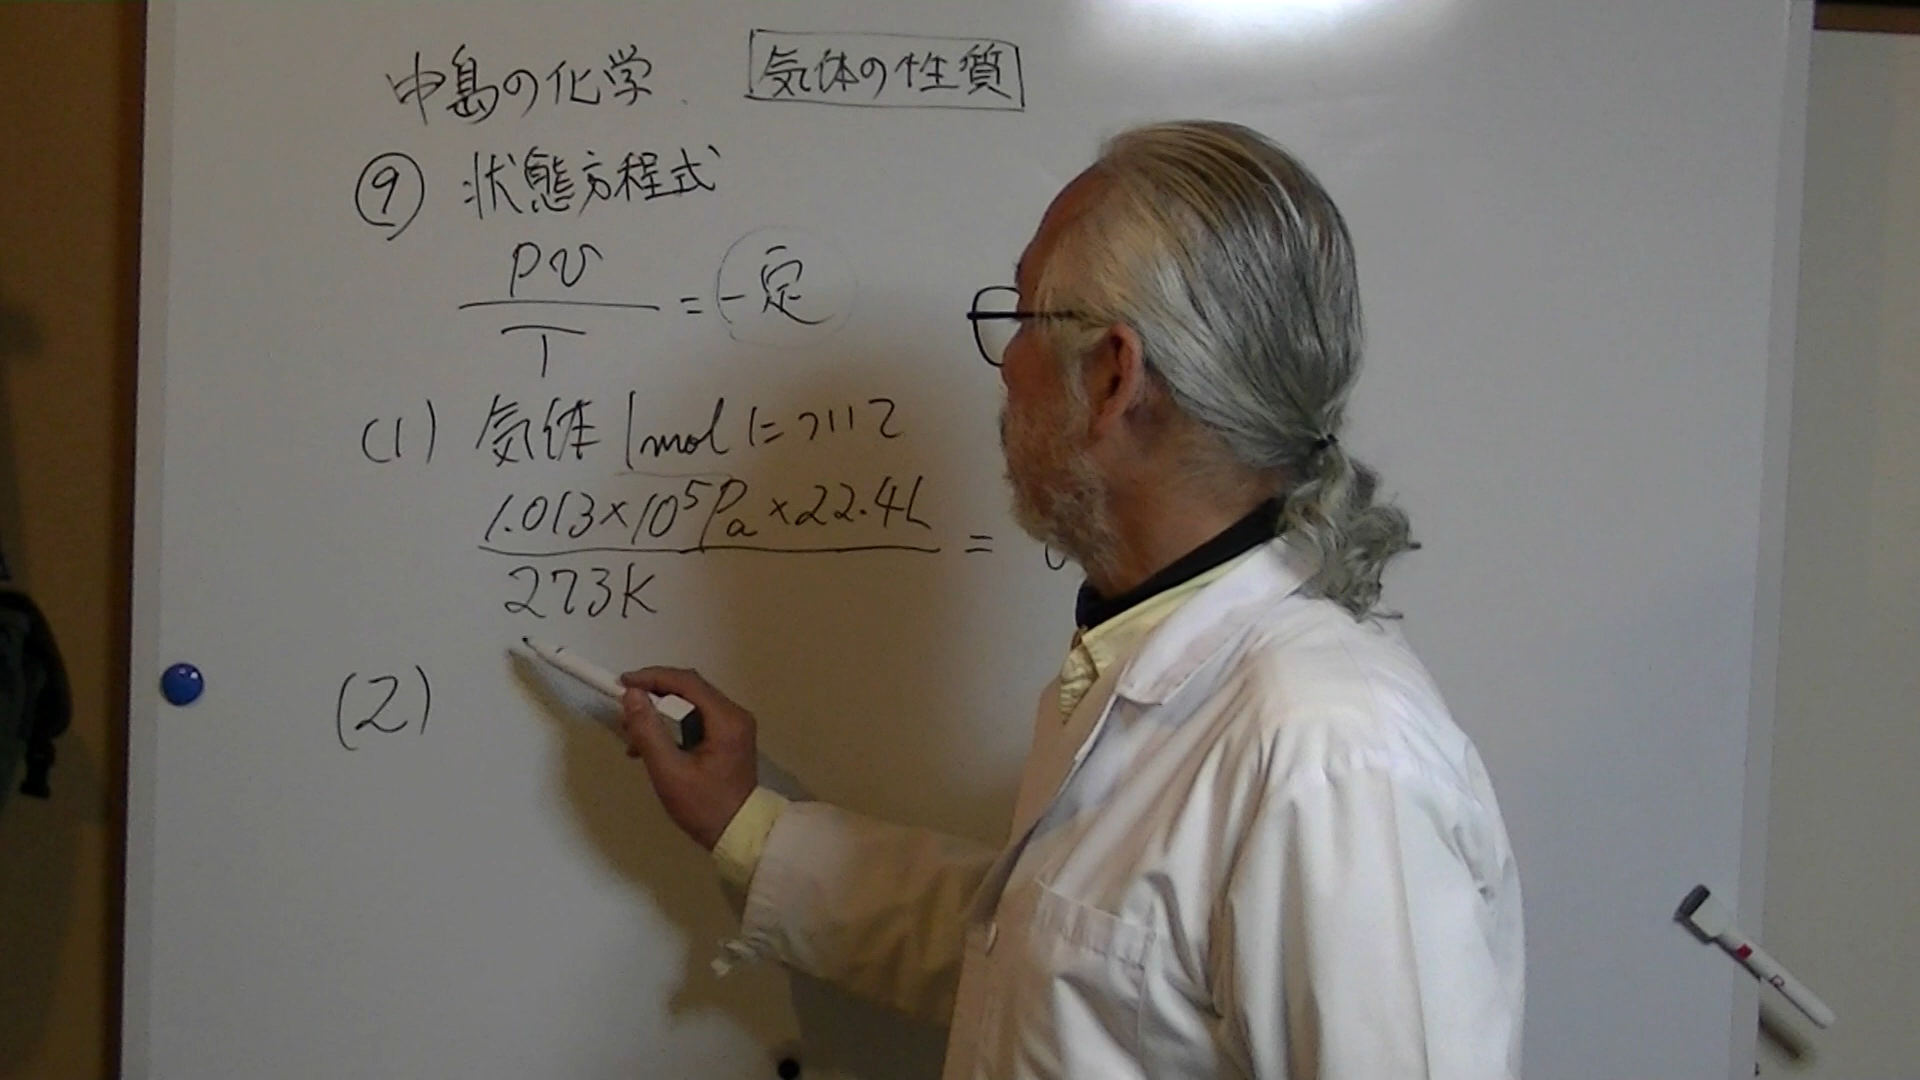 中島の化学 気体の性質
⑨ 状態方程式
PV
T
= 一定
(1) 気体 1mol について
1.013×10⁵Pa×22.4L
273K
=
(2)